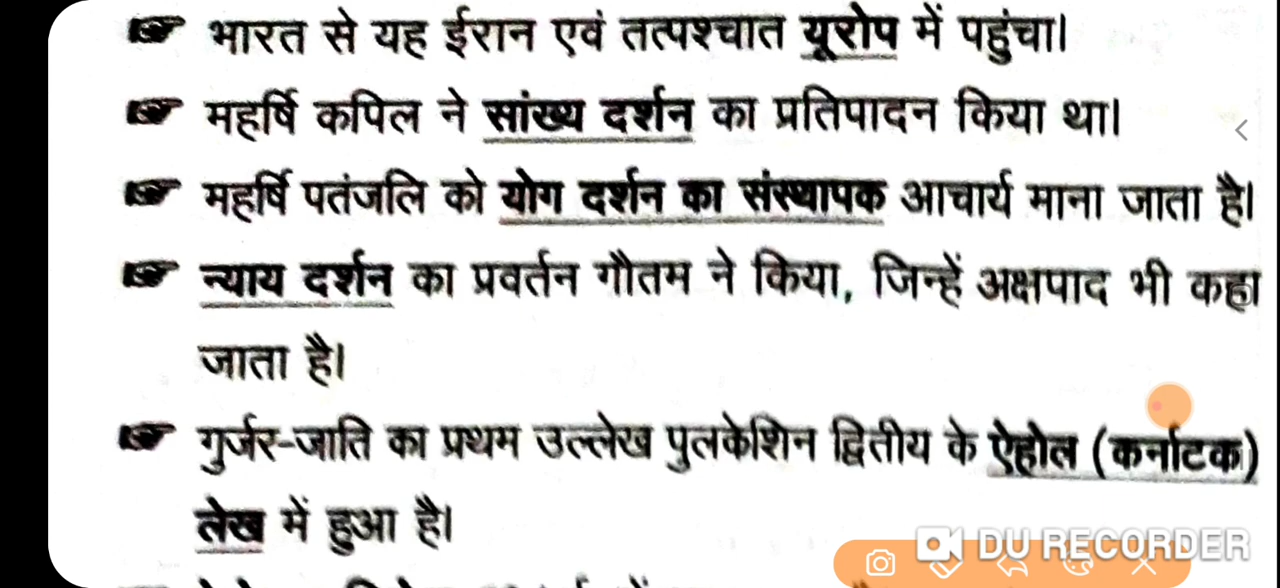 भारत से यह ईरान एवं तत्पश्चात यूरोप में पहुंचा।
महर्षि कपिल ने सांख्य दर्शन का प्रतिपादन किया था।
महर्षि पतंजलि को योग दर्शन का संस्थापक आचार्य माना जाता है।
न्याय दर्शन का प्रवर्तन गौतम ने किया, जिन्हें अक्षपाद भी कहा
जाता है।
गुर्जर-जाति का प्रथम उल्लेख पुलकेशिन द्वितीय के ऐहोल (कर्नाटक)
लेख में हुआ है।
DU RECORDER